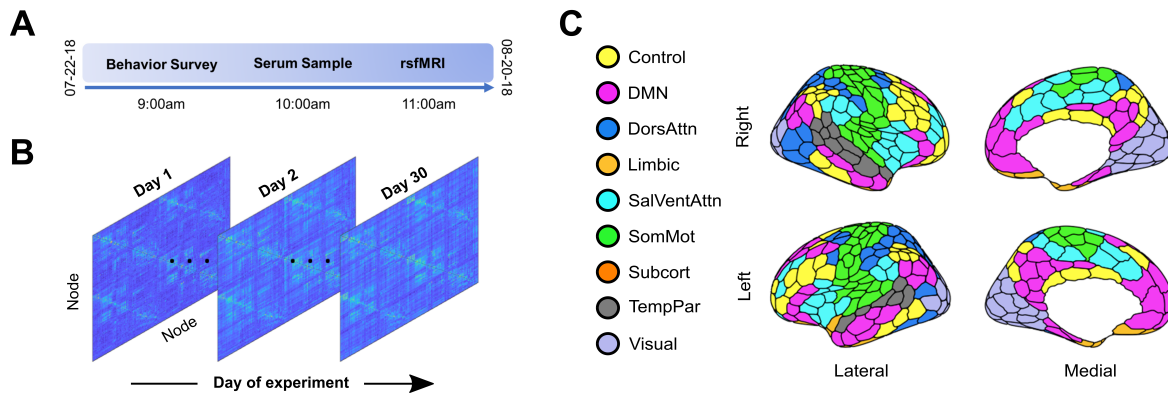 A
07-22-18
Behavior Survey
Serum Sample
rsfMRI
08-20-18
9:00am
10:00am
11:00am
B
Day 1
Day 2
Day 30
Node
Node
Day of experiment
C
Control
DMN
DorsAttn
Limbic
SalVentAttn
SomMot
Subcort
TempPar
Visual
Right
Left
Lateral
Medial